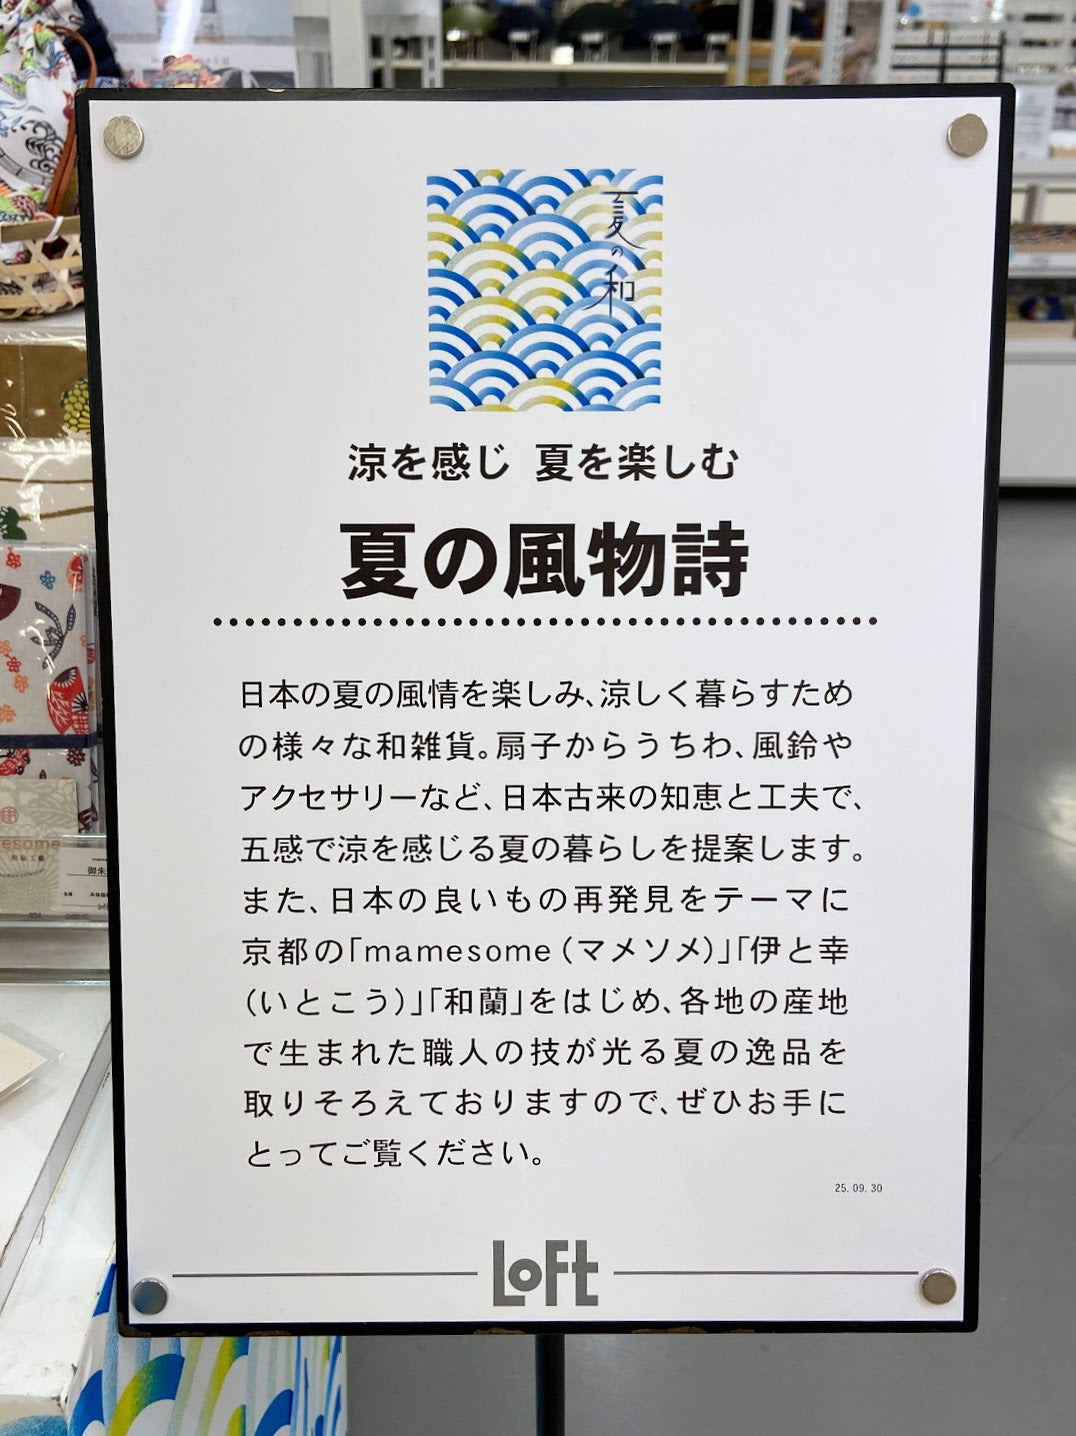 夏の和
涼を感じ 夏を楽しむ
夏の風物詩
日本の夏の風情を楽しみ、涼しく暮らすため
の様々な和雑貨。扇子からうちわ、風鈴や
アクセサリーなど、日本古来の知恵と工夫で、
五感で涼を感じる夏の暮らしを提案します。
また、日本の良いもの再発見をテーマに
京都の「mamesome（マメソメ）」「伊と幸
（いとこう）」「和蘭」をはじめ、各地の産地
で生まれた職人の技が光る夏の逸品を
取りそろえておりますので、ぜひお手に
とってご覧ください。
25. 09. 30
LoFt